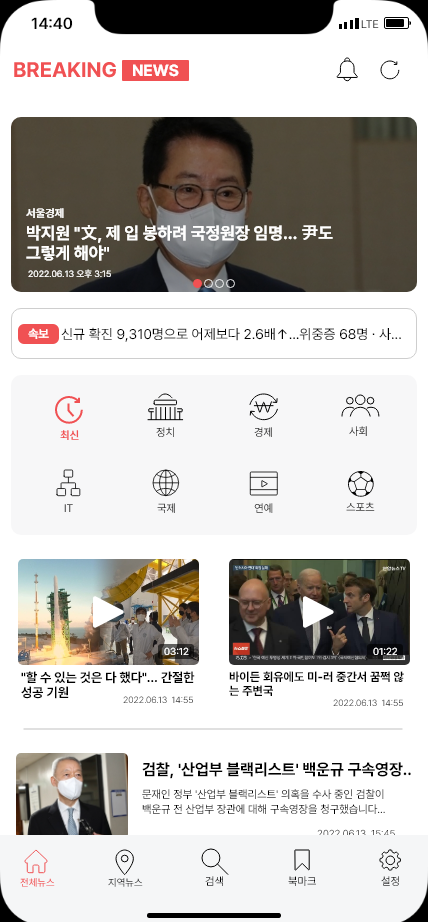 14:40
LTE
BREAKING NEWS
서울경제
박지원 "文, 제 입 봉하려 국정원장 임명... 尹도
그렇게 해야"
2022.06.13 오후 3:15
속보 신규 확진 9,310명으로 어제보다 2.6배↑...위중증 68명 · 사...
최신 정치 경제 사회
IT 국제 연예 스포츠
03:12
01:22
"할 수 있는 것은 다 했다"... 간절한
성공 기원
2022.06.13 14:55
바이든 회유에도 미-러 중간서 꿈쩍 않
는 주변국
2022.06.13 14:55
검찰, '산업부 블랙리스트' 백운규 구속영장..
문재인 정부 '산업부 블랙리스트' 의혹을 수사 중인 검찰이
백운규 전 산업부 장관에 대해 구속영장을 청구했습니다...
2022.06.13 15:45
전체뉴스 지역뉴스 검색 북마크 설정